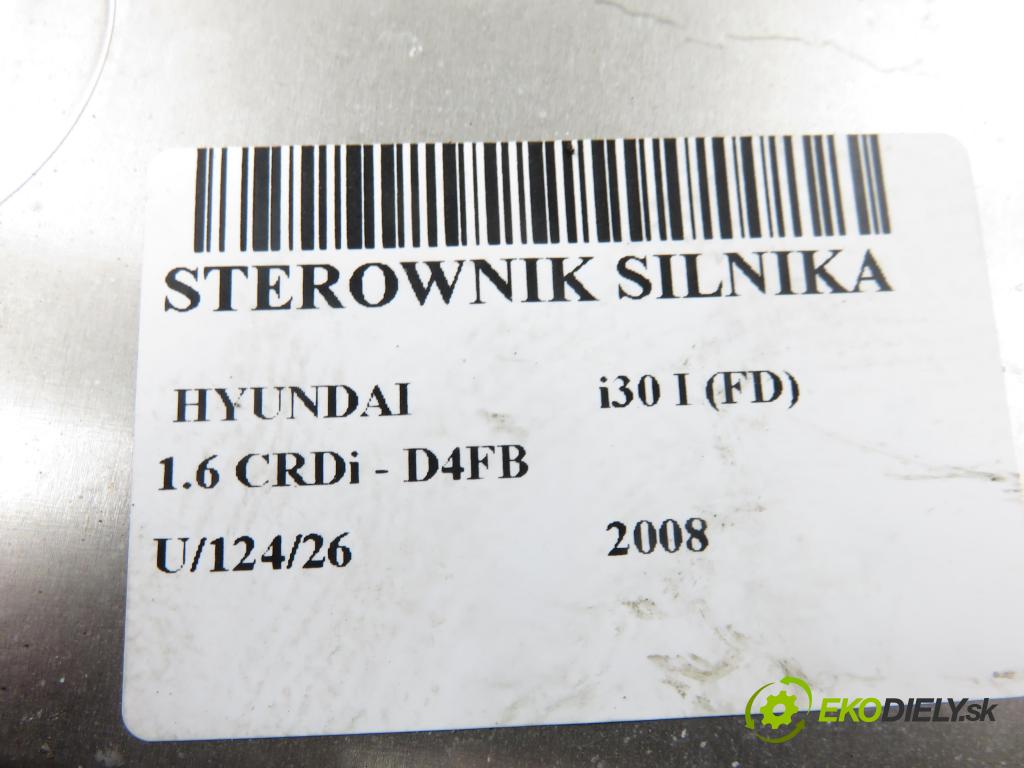 STEROWNIK SILNIKA
HYUNDAI i30 I (FD)
1.6 CRDi - D4FB
U/124/26 2008
EKODIELY.sk